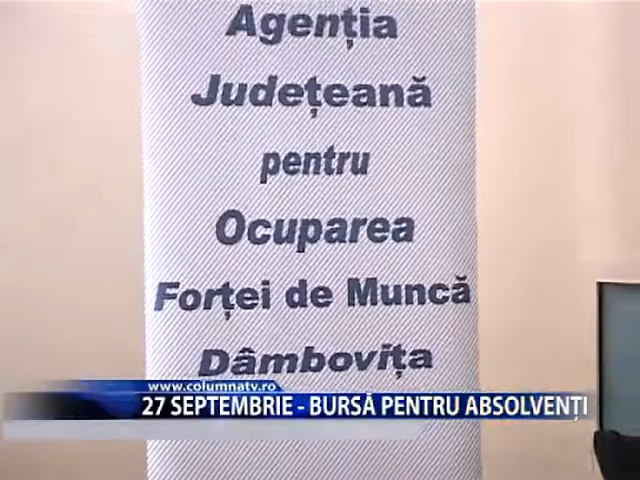 Agenția
Județeană
pentru
Ocuparea
Forței de Muncă
Dâmbovița
www.columnatv.ro
27 SEPTEMBRIE - BURSĂ PENTRU ABSOLVENȚI